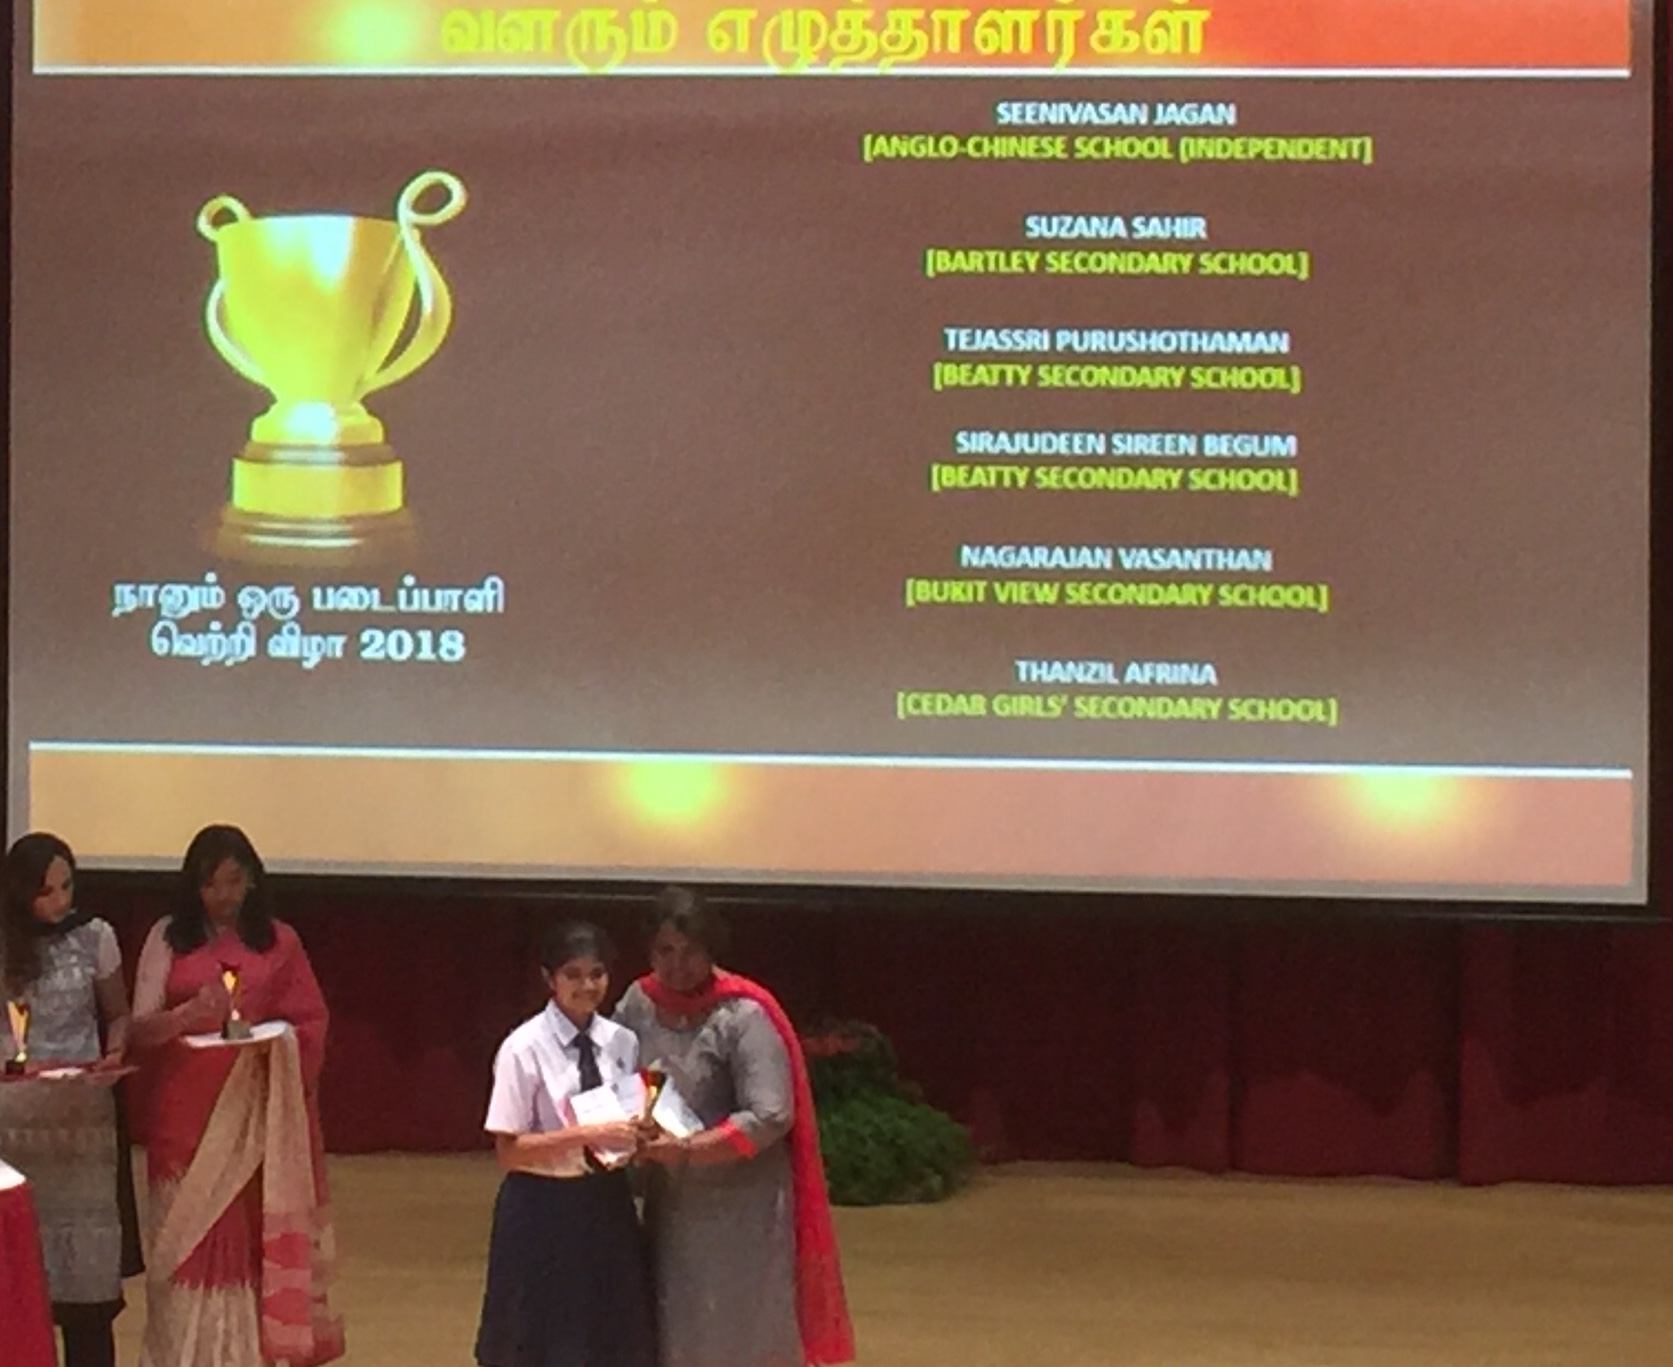 வளரும் எழுத்தாளர்கள்
SEENIVASAN JAGAN
[ANGLO-CHINESE SCHOOL (INDEPENDENT]
SUZANA SAHIR
[BARTLEY SECONDARY SCHOOL]
TEJASSRI PURUSHOTHAMAN
[BEATTY SECONDARY SCHOOL]
SIRAJUDEEN SIREEN BEGUM
[BEATTY SECONDARY SCHOOL]
NAGARAJAN VASANTHAN
[BUKIT VIEW SECONDARY SCHOOL]
THANZIL AFRINA
[CEDAR GIRLS' SECONDARY SCHOOL]
நானும் ஒரு படைப்பாளி
வெற்றி விழா 2018